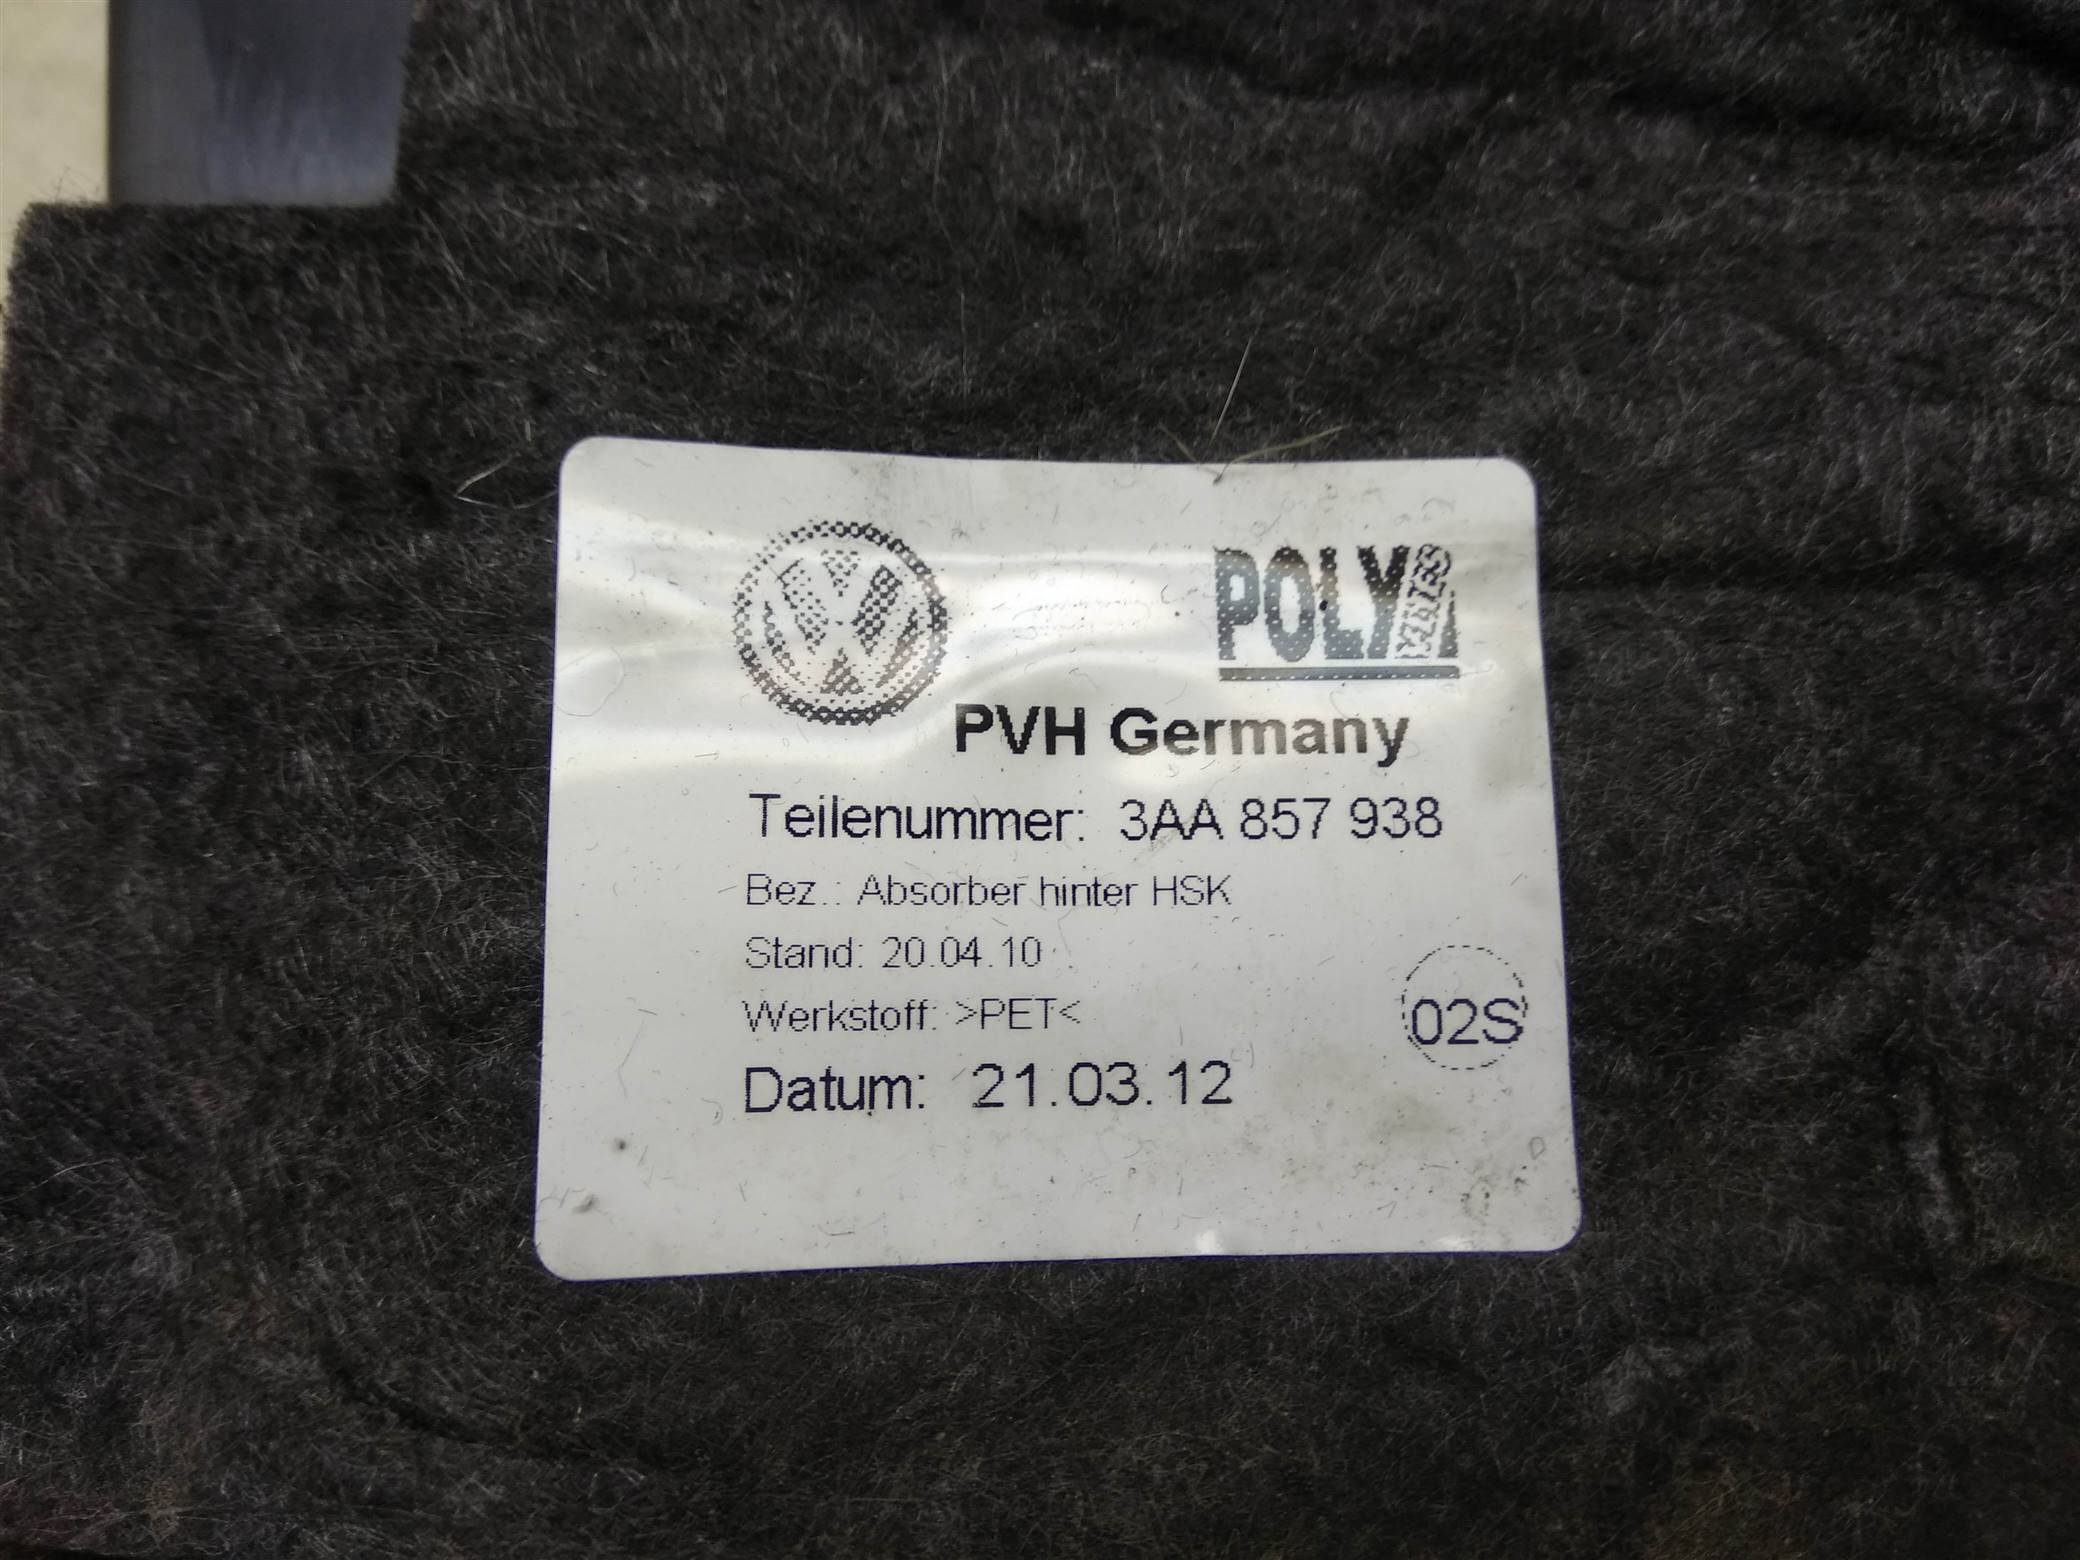 POLY
PVH Germany
Teilenummer: 3AA 857 938
Bez.: Absorber hinter HSK
Stand: 20.04.10
Werkstoff: >PET<
02S
Datum: 21.03.12